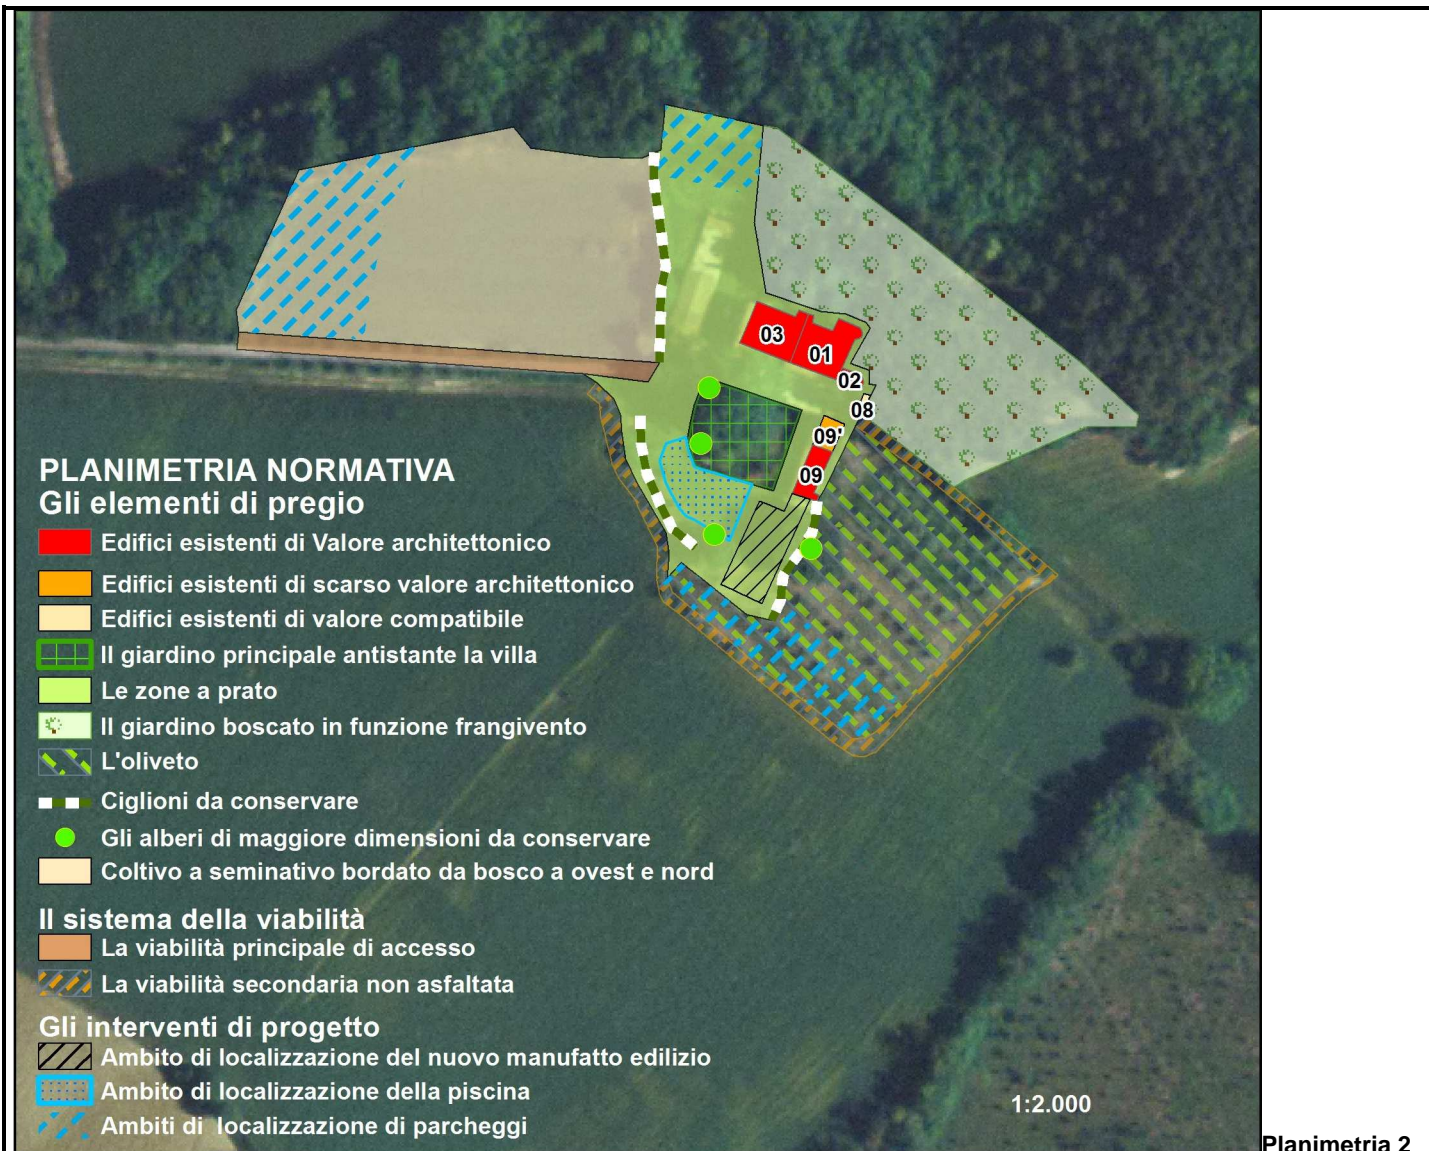 03
01
02
08
09'
09
PLANIMETRIA NORMATIVA
Gli elementi di pregio
Edifici esistenti di Valore architettonico
Edifici esistenti di scarso valore architettonico
Edifici esistenti di valore compatibile
Il giardino principale antistante la villa
Le zone a prato
Il giardino boscato in funzione frangivento
L'oliveto
Ciglioni da conservare
Gli alberi di maggiore dimensioni da conservare
Coltivo a seminativo bordato da bosco a ovest e nord
Il sistema della viabilità
La viabilità principale di accesso
La viabilità secondaria non asfaltata
Gli interventi di progetto
Ambito di localizzazione del nuovo manufatto edilizio
Ambito di localizzazione della piscina
Ambiti di localizzazione di parcheggi
1:2.000
Planimetria 2